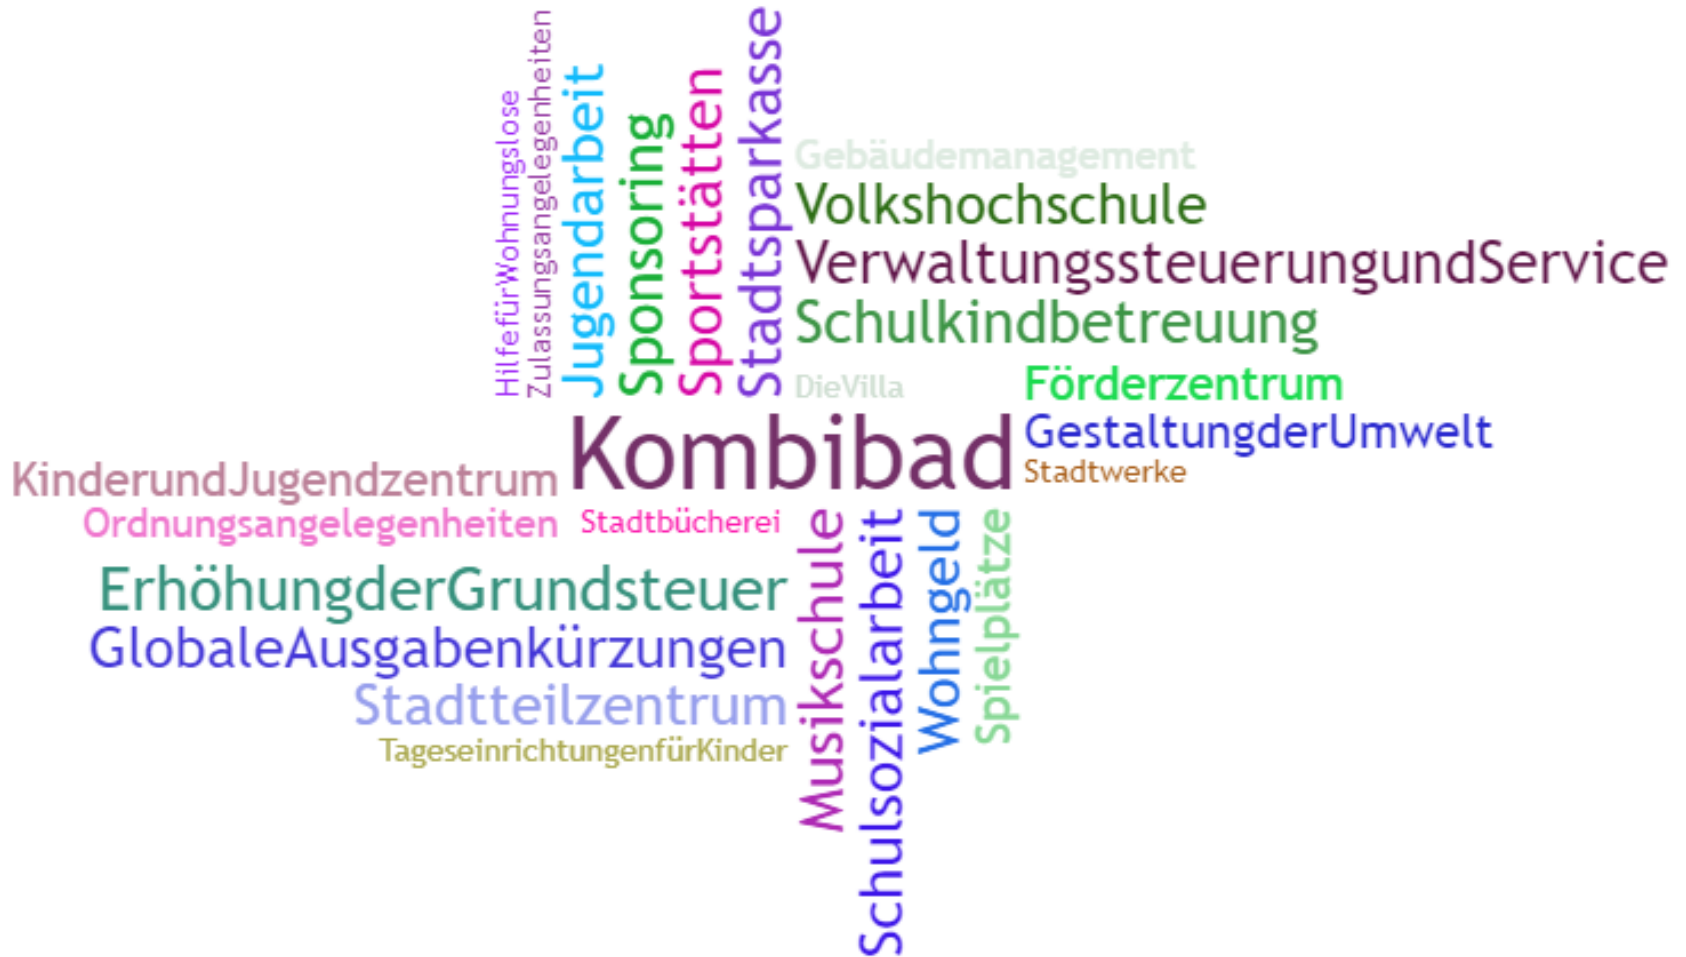 HilfefürWohnungslose
Zulassungsangelegenheiten
Jugendarbeit
Sponsoring
Sportstätten
Stadtsparkasse
Gebäudemanagement
Volkshochschule
VerwaltungssteuerungundService
Schulkindbetreuung
DieVilla
Förderzentrum
Kombibad
GestaltungderUmwelt
Stadtwerke
KinderundJugendzentrum
Ordnungsangelegenheiten
Stadtbücherei
ErhöhungderGrundsteuer
GlobaleAusgabenkürzungen
Stadtteilzentrum
TageseinrichtungenfürKinder
Musikschule
Schulsozialarbeit
Wohngeld
Spielplätze